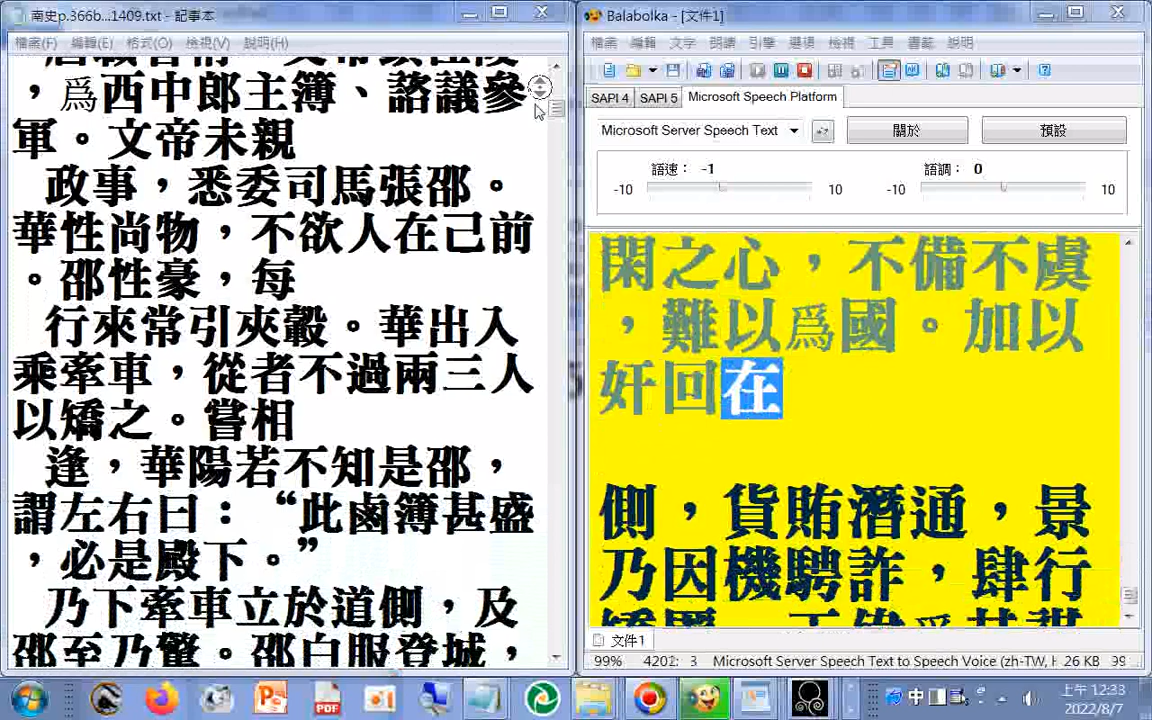 南史p.366b...1409.txt - 記事本
檔案(F) 編輯(E) 格式(O) 檢視(V) 說明(H)
，爲西中郎主簿、諮議參
軍。文帝未親
政事，悉委司馬張邵。
華性尚物，不欲人在己前
。邵性豪，每
行來常引夾轂。華出入
乘牽車，從者不過兩三人
以矯之。嘗相
逢，華陽若不知是邵，
謂左右曰：“此鹵簿甚盛
，必是殿下。”
乃下牽車立於道側，及
邵至乃驚。邵白服登城，
Balabolka - [文件1]
檔案 編輯 文字 朗讀 引擎 選項 檢視 工具 書籤 說明
SAPI 4 SAPI 5 Microsoft Speech Platform
Microsoft Server Speech Text 關於 預設
語速： -1 語調： 0
-10 10 -10 10
閑之心，不備不虞
，難以爲國。加以
奸回在
側，貨賄潛通，景
乃因機騁詐，肆行
文件1
99% 4202: 3 Microsoft Server Speech Text to Speech Voice (zh-TW, H 26 KB
中
上午 12:33
2022/8/7